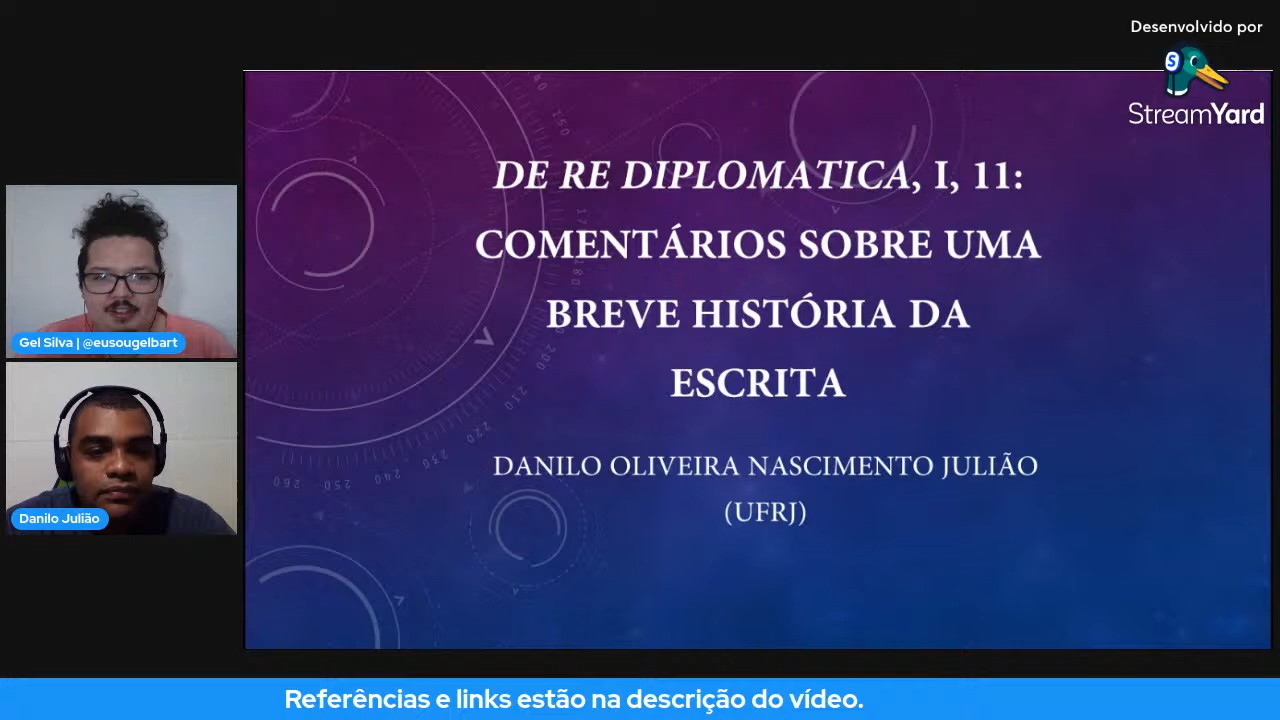 Desenvolvido por
StreamYard
DE RE DIPLOMATICA, I, 11:
COMENTÁRIOS SOBRE UMA
BREVE HISTÓRIA DA
ESCRITA
DANILO OLIVEIRA NASCIMENTO JULIÃO
(UFRJ)
Gel Silva | @eusougelbart
Danilo Julião
Referências e links estão na descrição do vídeo.